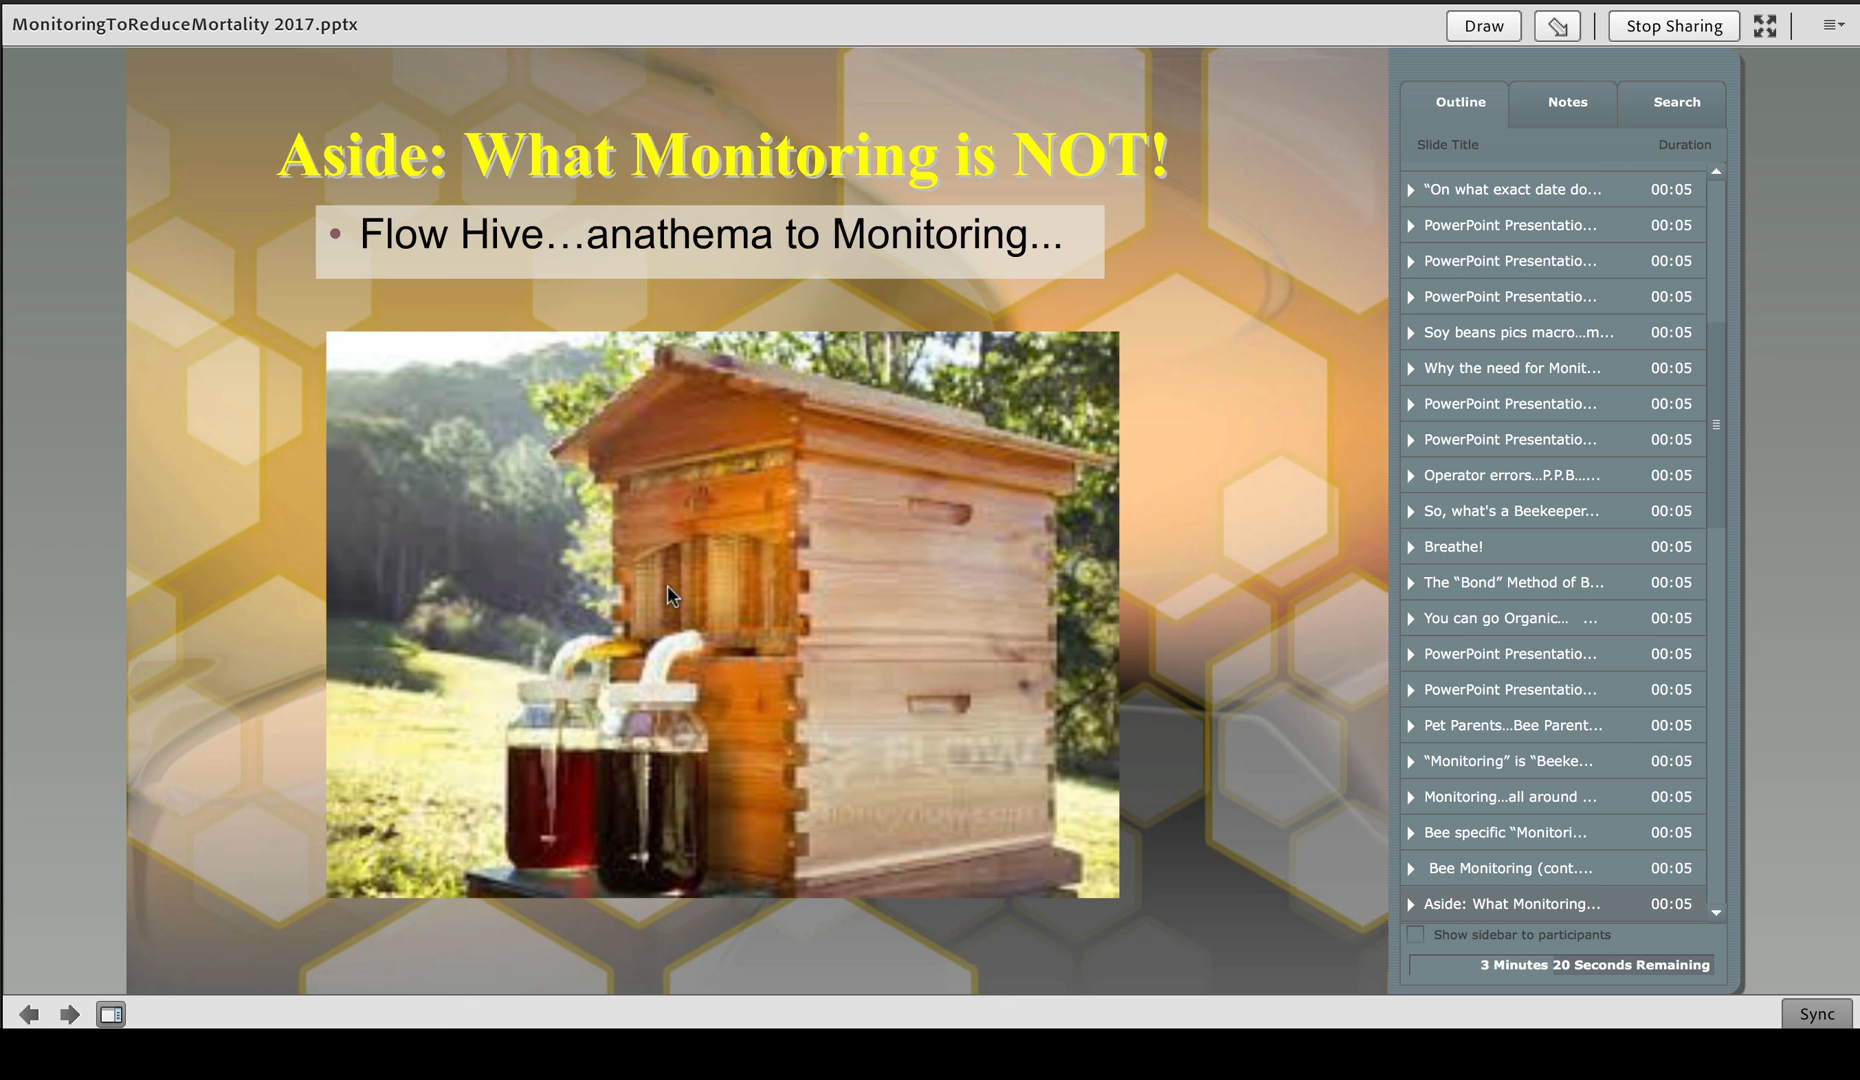 MonitoringToReduceMortality 2017.pptx
Draw
Stop Sharing
Aside: What Monitoring is NOT!
• Flow Hive…anathema to Monitoring…
FLOW
Outline Notes Search
Slide Title Duration
“On what exact date do... 00:05
PowerPoint Presentatio... 00:05
PowerPoint Presentatio... 00:05
PowerPoint Presentatio... 00:05
Soy beans pics macro...m... 00:05
Why the need for Monit... 00:05
PowerPoint Presentatio... 00:05
PowerPoint Presentatio... 00:05
Operator errors...P.P.B...... 00:05
So, what's a Beekeeper... 00:05
Breathe! 00:05
The “Bond” Method of B... 00:05
You can go Organic... ... 00:05
PowerPoint Presentatio... 00:05
PowerPoint Presentatio... 00:05
Pet Parents...Bee Parent... 00:05
“Monitoring” is “Beeke... 00:05
Monitoring...all around ... 00:05
Bee specific “Monitori... 00:05
Bee Monitoring (cont.... 00:05
Aside: What Monitoring... 00:05
Show sidebar to participants
3 Minutes 20 Seconds Remaining
Sync